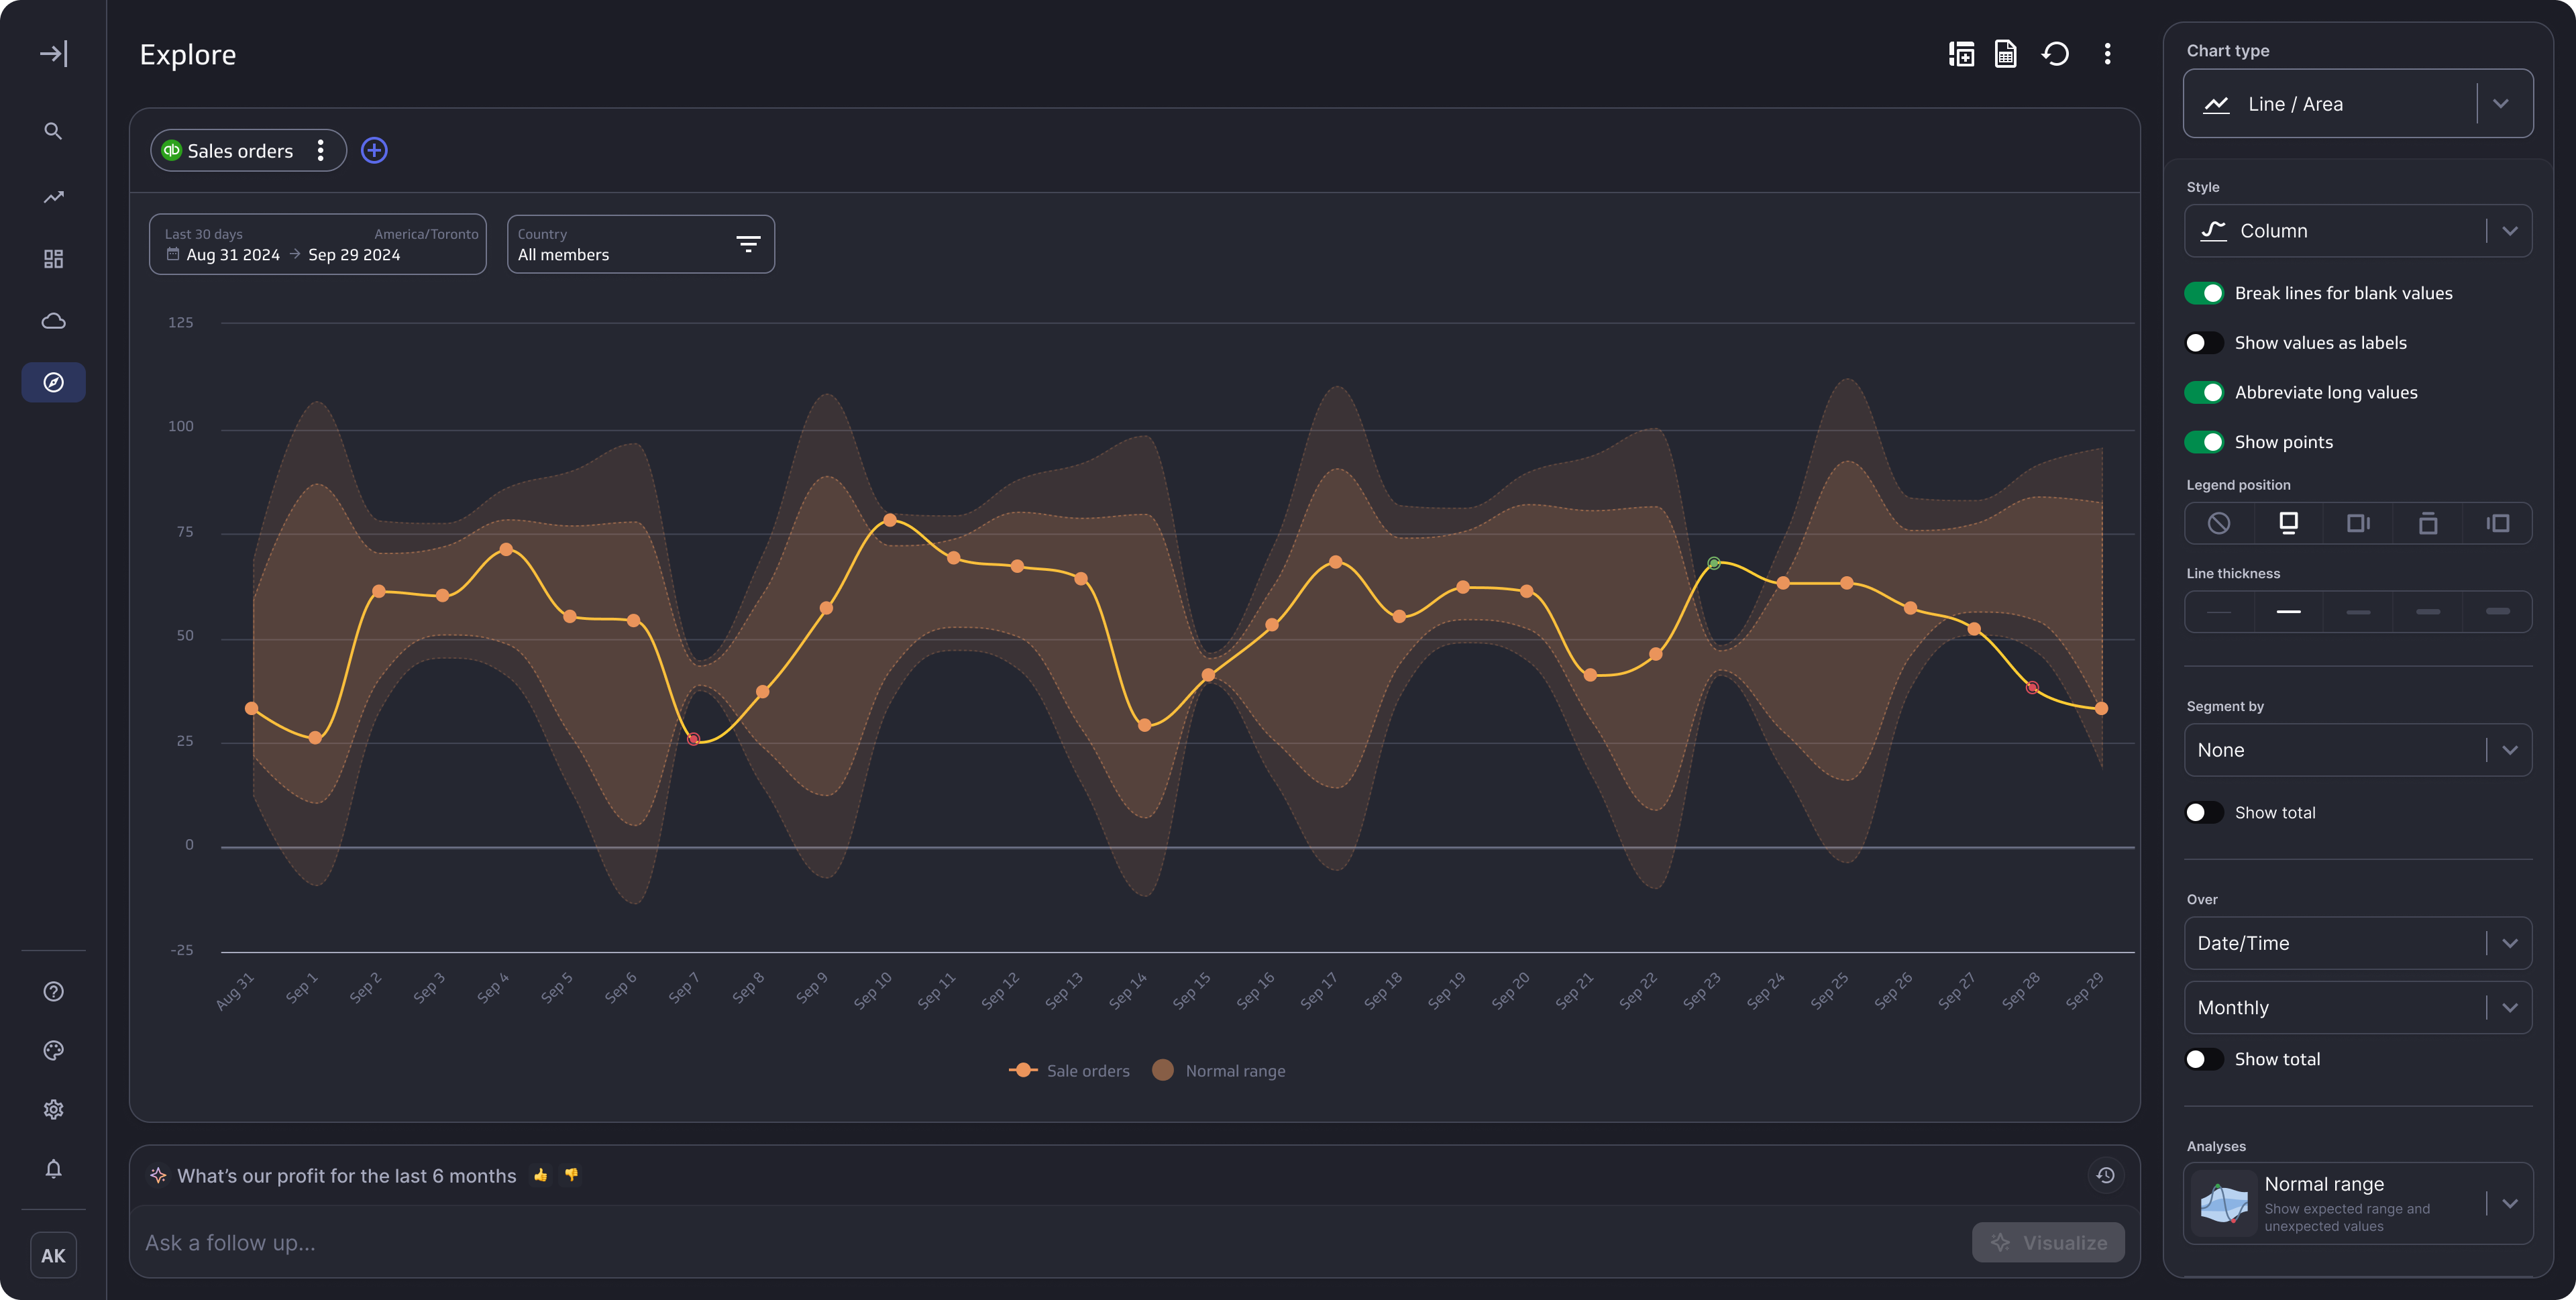 Explore
qb Sales orders
Last 30 days America/Toronto
Aug 31 2024 → Sep 29 2024
Country
All members
125
100
75
50
25
0
-25
Aug 31 Sep 1 Sep 2 Sep 3 Sep 4 Sep 5 Sep 6 Sep 7 Sep 8 Sep 9 Sep 10 Sep 11 Sep 12 Sep 13 Sep 14 Sep 15 Sep 16 Sep 17 Sep 18 Sep 19 Sep 20 Sep 21 Sep 22 Sep 23 Sep 24 Sep 25 Sep 26 Sep 27 Sep 28 Sep 29
Sale orders Normal range
What's our profit for the last 6 months
Ask a follow up...
Visualize
AK
Chart type
Line / Area
Style
Column
Break lines for blank values
Show values as labels
Abbreviate long values
Show points
Legend position
Line thickness
Segment by
None
Show total
Over
Date/Time
Monthly
Show total
Analyses
Normal range
Show expected range and
unexpected values